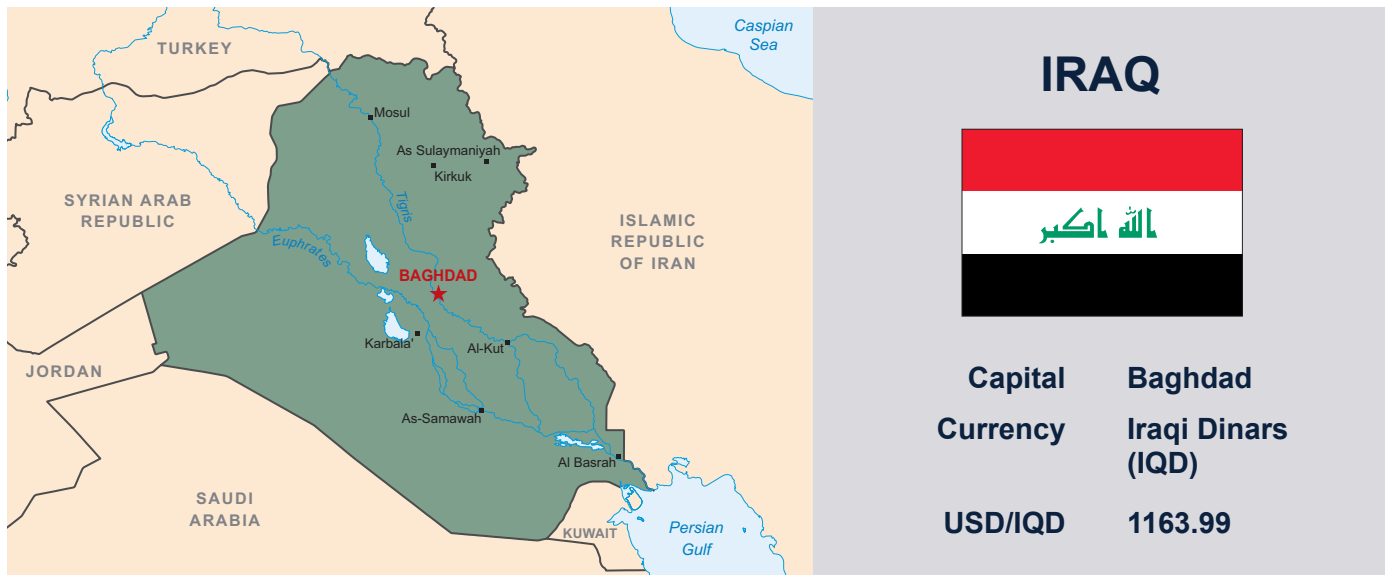 Caspian
Sea
TURKEY
Mosul
As Sulaymaniyah
Kirkuk
SYRIAN ARAB
REPUBLIC
Tigris
ISLAMIC
REPUBLIC
OF IRAN
Euphrates
BAGHDAD
Karbala'
Al-Kut
JORDAN
As-Samawah
Al Basrah
SAUDI
ARABIA
KUWAIT
Persian
Gulf
IRAQ
الله اكبر
Capital Baghdad
Currency Iraqi Dinars
(IQD)
USD/IQD 1163.99